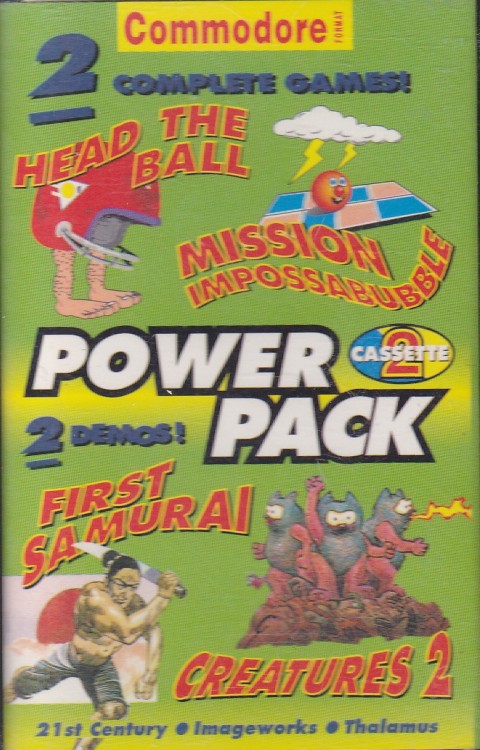 Commodore
FORMAT
2 COMPLETE GAMES!
HEAD THE
BALL
MISSION
IMPOSSABUBBLE
POWER
PACK
CASSETTE
2
2 DEMOS!
FIRST
SAMURAI
CREATURES 2
21st Century ● Imageworks ● Thalamus